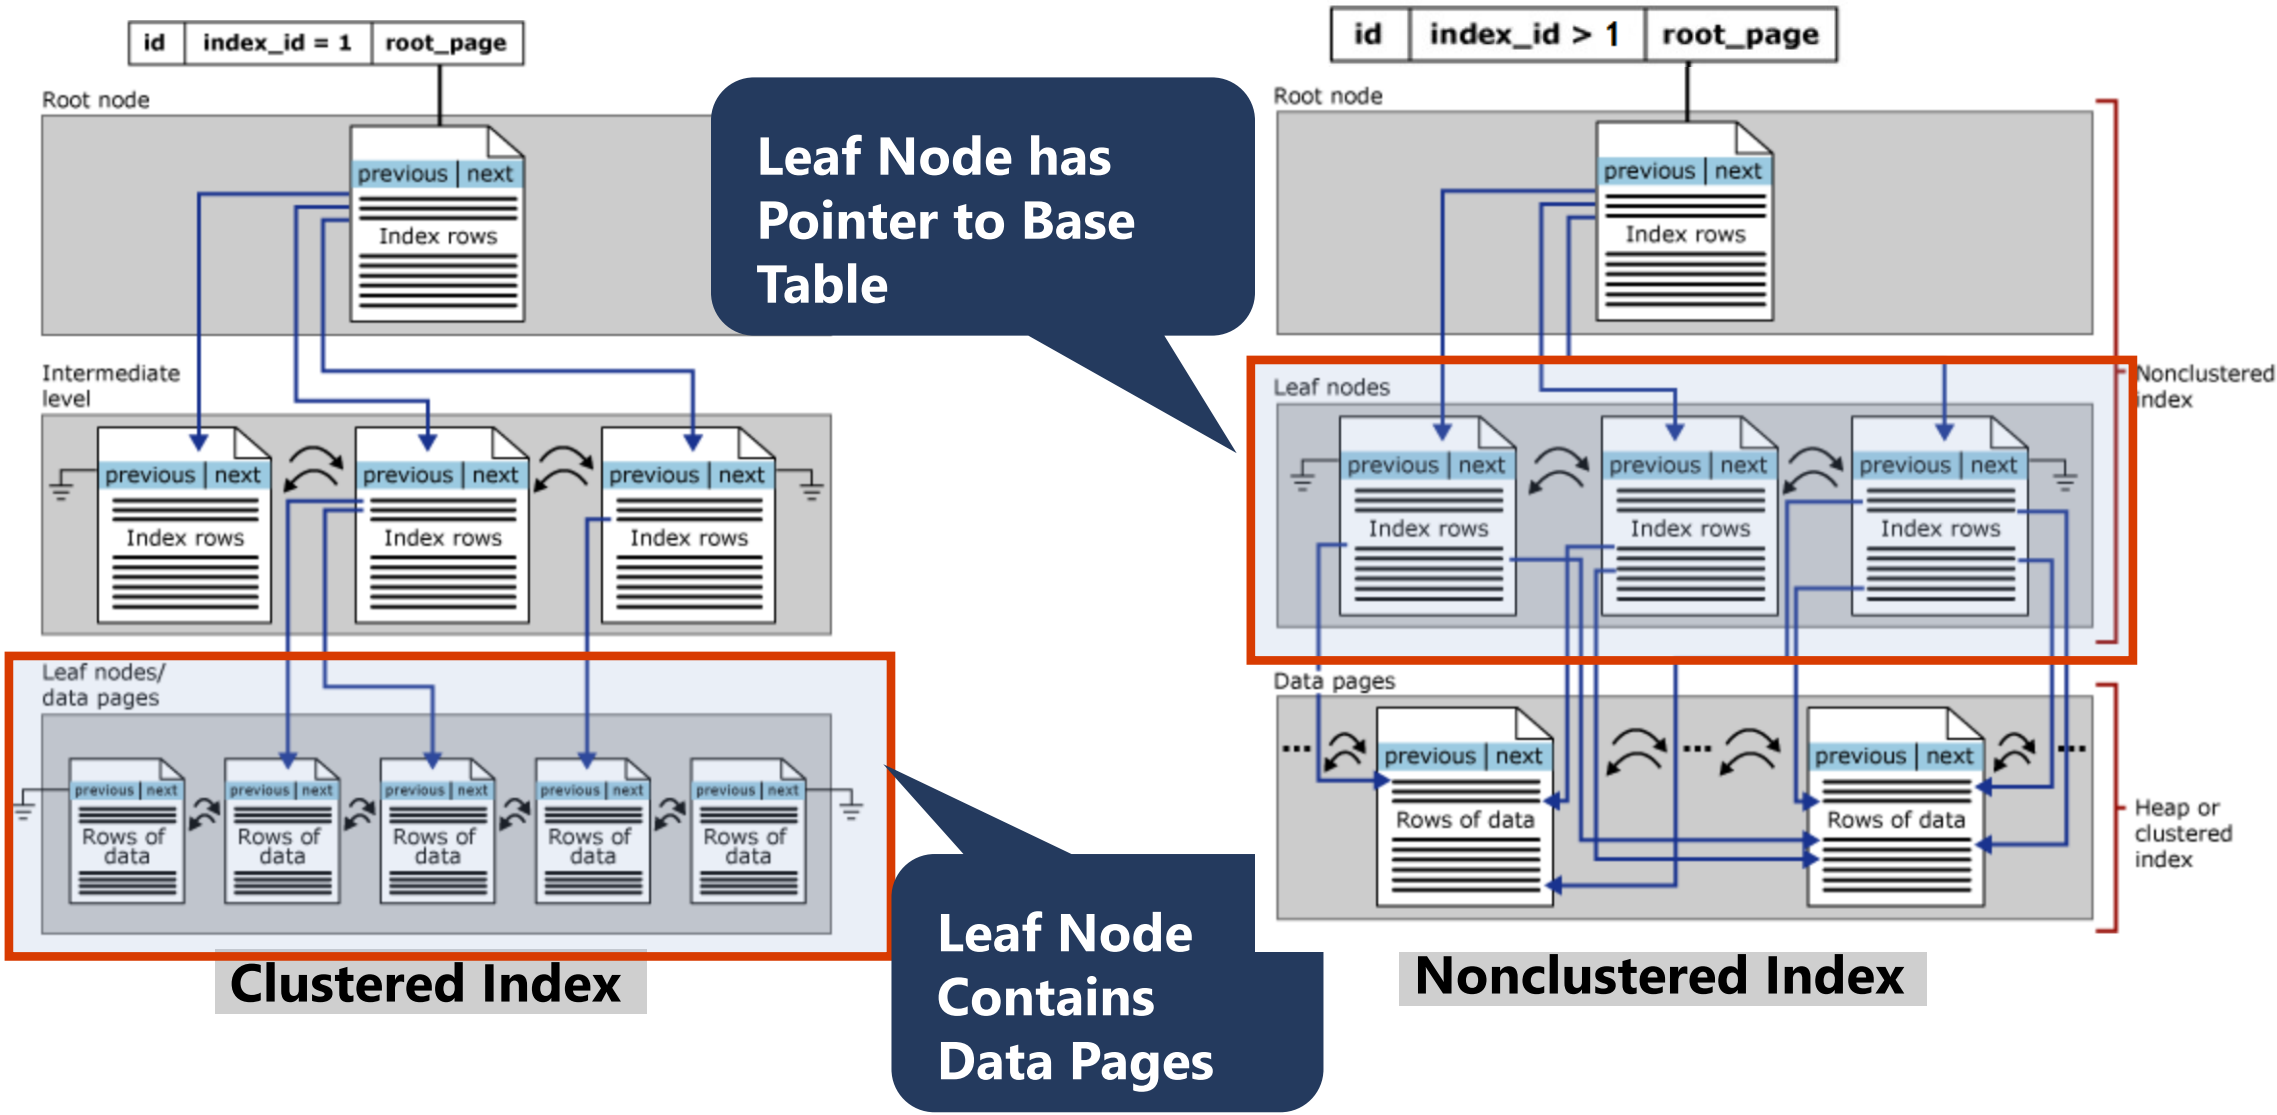 id index_id = 1 root_page
Root node
previous next
Index rows
Intermediate
level
previous next
previous next
previous next
Index rows
Index rows
Index rows
Leaf nodes/
data pages
previous next
previous next
previous next
previous next
previous next
Rows of
data
Rows of
data
Rows of
data
Rows of
data
Rows of
data
Clustered Index
Leaf Node has
Pointer to Base
Table
Leaf Node
Contains
Data Pages
id index_id > 1 root_page
Root node
previous next
Index rows
Leaf nodes
previous next
previous next
previous next
Index rows
Index rows
Index rows
Nonclustered
index
Data pages
... ... ...
previous next
previous next
Rows of data
Rows of data
Heap or
clustered
index
Nonclustered Index